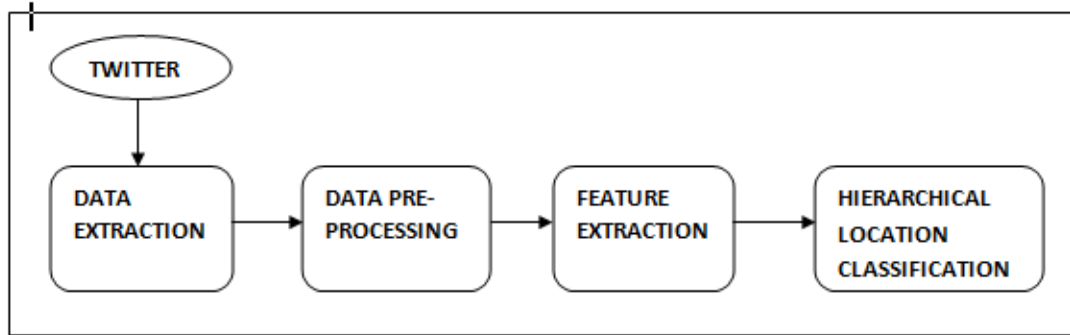 TWITTER
DATA
EXTRACTION
DATA PRE-
PROCESSING
FEATURE
EXTRACTION
HIERARCHICAL
LOCATION
CLASSIFICATION